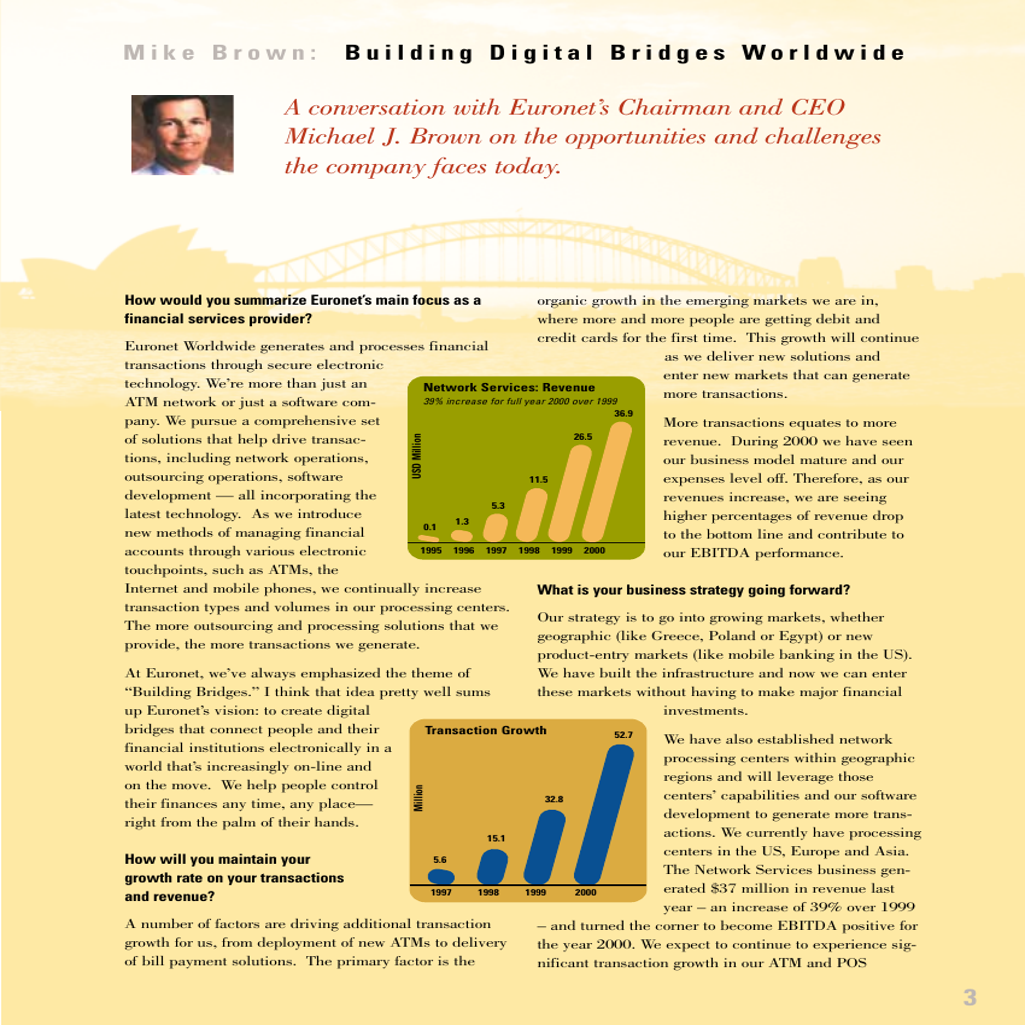 Mike Brown: Building Digital Bridges Worldwide
A conversation with Euronet's Chairman and CEO
Michael J. Brown on the opportunities and challenges
the company faces today.
How would you summarize Euronet's main focus as a
financial services provider?
Euronet Worldwide generates and processes financial
transactions through secure electronic
technology. We're more than just an
ATM network or just a software com-
pany. We pursue a comprehensive set
of solutions that help drive transac-
tions, including network operations,
outsourcing operations, software
development — all incorporating the
latest technology.  As we introduce
new methods of managing financial
accounts through various electronic
touchpoints, such as ATMs, the
Internet and mobile phones, we continually increase
transaction types and volumes in our processing centers.
The more outsourcing and processing solutions that we
provide, the more transactions we generate.
At Euronet, we've always emphasized the theme of
“Building Bridges.” I think that idea pretty well sums
up Euronet's vision: to create digital
bridges that connect people and their
financial institutions electronically in a
world that's increasingly on-line and
on the move.  We help people control
their finances any time, any place—
right from the palm of their hands.
How will you maintain your
growth rate on your transactions
and revenue?
A number of factors are driving additional transaction
growth for us, from deployment of new ATMs to delivery
of bill payment solutions.  The primary factor is the
Network Services: Revenue
39% increase for full year 2000 over 1999
USD Million
0.1
1.3
5.3
11.5
26.5
36.9
1995 1996 1997 1998 1999 2000
Transaction Growth
Million
5.6
15.1
32.8
52.7
1997 1998 1999 2000
organic growth in the emerging markets we are in,
where more and more people are getting debit and
credit cards for the first time.  This growth will continue
as we deliver new solutions and
enter new markets that can generate
more transactions.
More transactions equates to more
revenue.  During 2000 we have seen
our business model mature and our
expenses level off. Therefore, as our
revenues increase, we are seeing
higher percentages of revenue drop
to the bottom line and contribute to
our EBITDA performance.
What is your business strategy going forward?
Our strategy is to go into growing markets, whether
geographic (like Greece, Poland or Egypt) or new
product-entry markets (like mobile banking in the US).
We have built the infrastructure and now we can enter
these markets without having to make major financial
investments.
We have also established network
processing centers within geographic
regions and will leverage those
centers' capabilities and our software
development to generate more trans-
actions. We currently have processing
centers in the US, Europe and Asia.
The Network Services business gen-
erated $37 million in revenue last
year – an increase of 39% over 1999
– and turned the corner to become EBITDA positive for
the year 2000. We expect to continue to experience sig-
nificant transaction growth in our ATM and POS
3